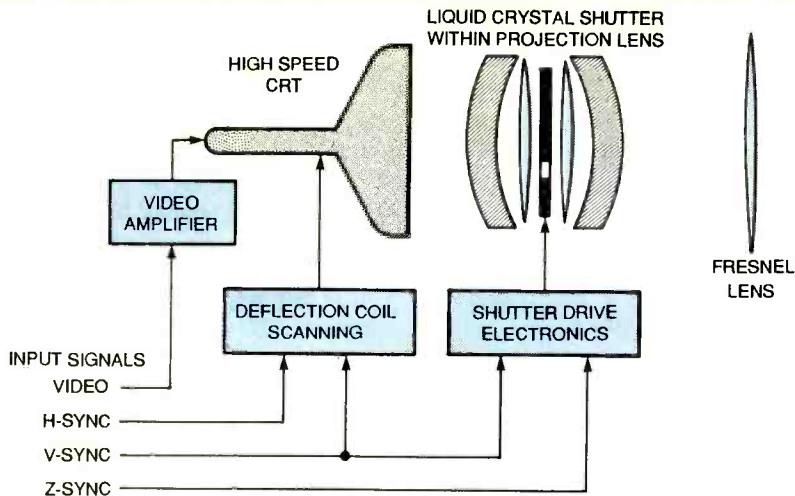 LIQUID CRYSTAL SHUTTER
WITHIN PROJECTION LENS
HIGH SPEED
CRT
VIDEO
AMPLIFIER
FRESNEL
LENS
DEFLECTION COIL
SCANNING
SHUTTER DRIVE
ELECTRONICS
INPUT SIGNALS
VIDEO
H-SYNC
V-SYNC
Z-SYNC